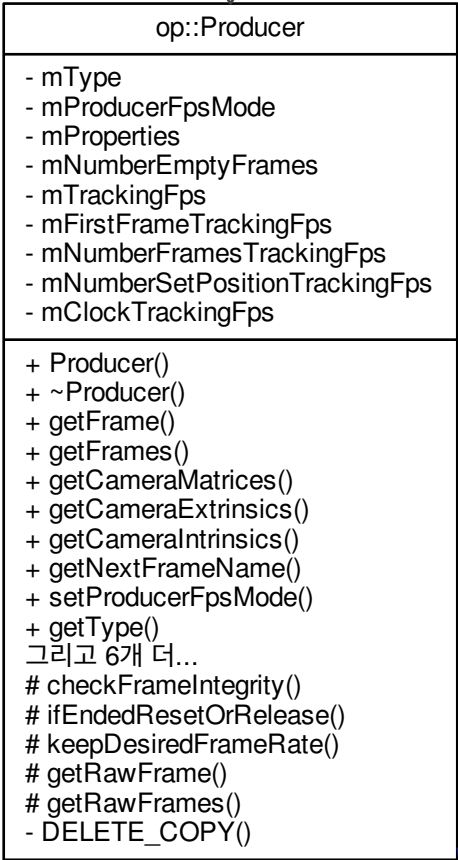 op::Producer
- mType
- mProducerFpsMode
- mProperties
- mNumberEmptyFrames
- mTrackingFps
- mFirstFrameTrackingFps
- mNumberFramesTrackingFps
- mNumberSetPositionTrackingFps
- mClockTrackingFps
+ Producer()
+ ~Producer()
+ getFrame()
+ getFrames()
+ getCameraMatrices()
+ getCameraExtrinsics()
+ getCameraIntrinsics()
+ getNextFrameName()
+ setProducerFpsMode()
+ getType()
그리고 6개 더...
# checkFrameIntegrity()
# ifEndedResetOrRelease()
# keepDesiredFrameRate()
# getRawFrame()
# getRawFrames()
- DELETE_COPY()